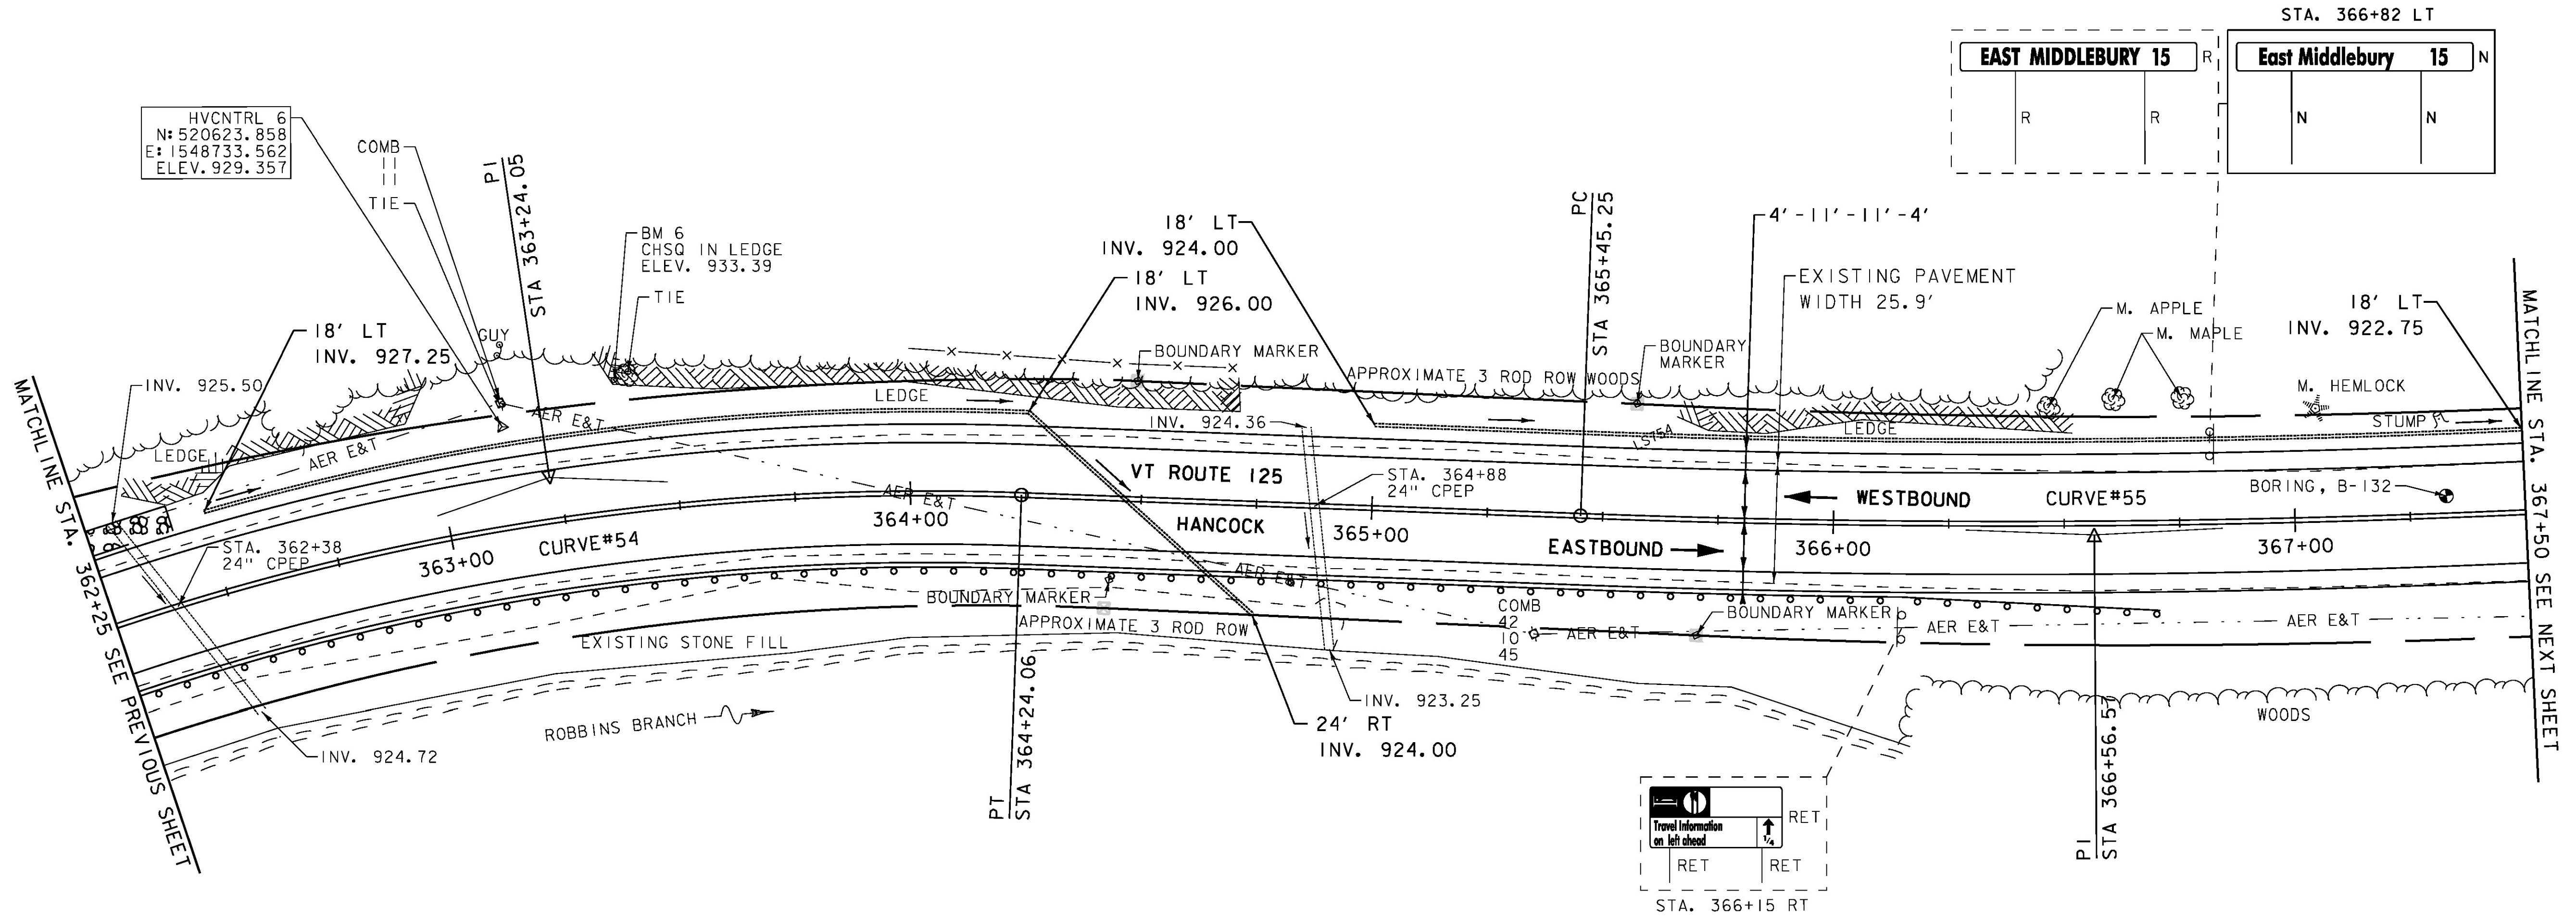 STA. 366+82 LT
EAST MIDDLEBURY 15
R
East Middlebury 15
N
R
R
N
N
HVCNTRL 6
N:520623.858
E:1548733.562
ELEV.929.357
COMB
11
11
TIE
PI
STA 363+24.05
BM 6
CHSQ IN LEDGE
ELEV. 933.39
TIE
18' LT
INV. 924.00
18' LT
INV. 926.00
PC
STA 365+45.25
4'-11'-11'-4'
EXISTING PAVEMENT
WIDTH 25.9'
M. APPLE
M. MAPLE
18' LT
INV. 922.75
18' LT
INV. 927.25
GUY
BOUNDARY MARKER
BOUNDARY
MARKER
APPROXIMATE 3 ROD ROW WOODS
M. HEMLOCK
STUMP
INV. 925.50
LEDGE
AER E&T
AER E&T
LEDGE
INV. 924.36
LS754
LEDGE
VT ROUTE 125
STA. 364+88
24" CPEP
WESTBOUND
CURVE#55
BORING, B-132
AER E&T
364+00
HANCOCK
365+00
EASTBOUND
366+00
367+00
STA. 362+38
24" CPEP
363+00
CURVE#54
AER E&T
BOUNDARY MARKER
APPROXIMATE 3 ROD ROW
EXISTING STONE FILL
COMB
42
10
45
AER E&T
BOUNDARY MARKER
AER E&T
AER E&T
INV. 923.25
24' RT
INV. 924.00
ROBBINS BRANCH
INV. 924.72
WOODS
PT
STA 364+24.06
PI
STA 366+56.57
Travel Information
on left ahead
1/4
RET
RET
RET
STA. 366+15 RT
MATCHLINE STA. 362+25 SEE PREVIOUS SHEET
MATCHLINE STA. 367+50 SEE NEXT SHEET